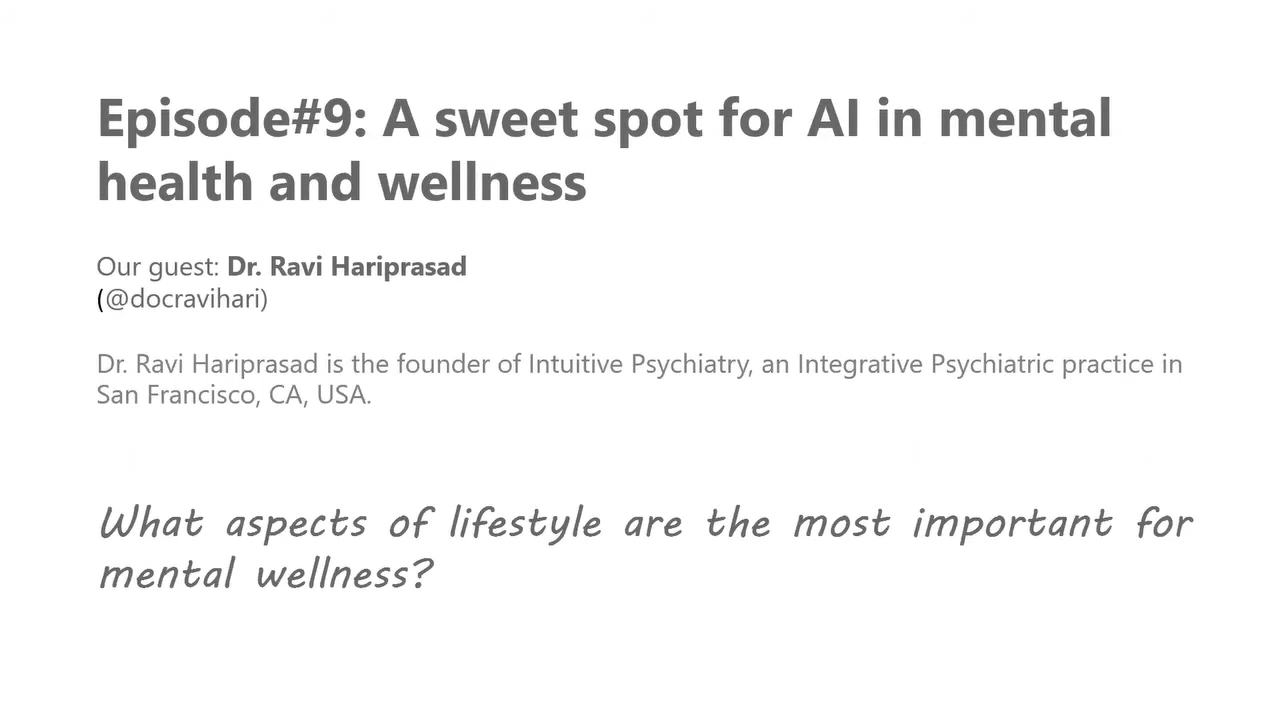 Episode#9: A sweet spot for AI in mental
health and wellness
Our guest: Dr. Ravi Hariprasad
(@docravihari)
Dr. Ravi Hariprasad is the founder of Intuitive Psychiatry, an Integrative Psychiatric practice in
San Francisco, CA, USA.
What aspects of lifestyle are the most important for
mental wellness?